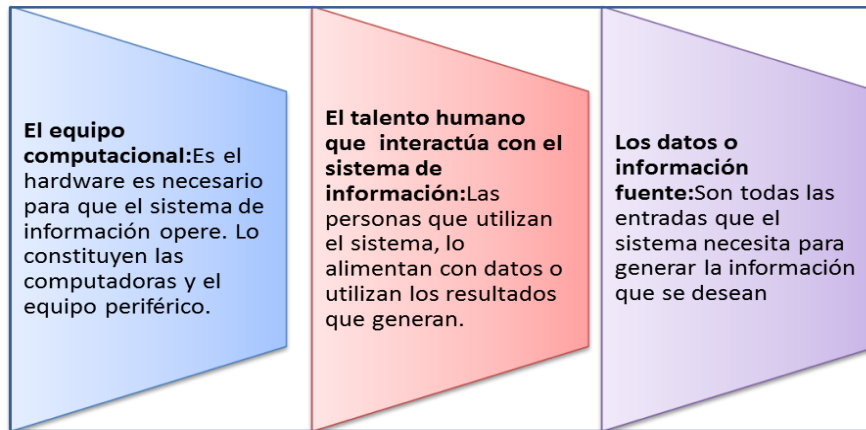 El equipo
computacional:Es el
hardware es necesario
para que el sistema de
información opere. Lo
constituyen las
computadoras y el
equipo periférico.
El talento humano
que interactúa con el
sistema de
información:Las
personas que utilizan
el sistema, lo
alimentan con datos o
utilizan los resultados
que generan.
Los datos o
información
fuente:Son todas las
entradas que el
sistema necesita para
generar la información
que se desean